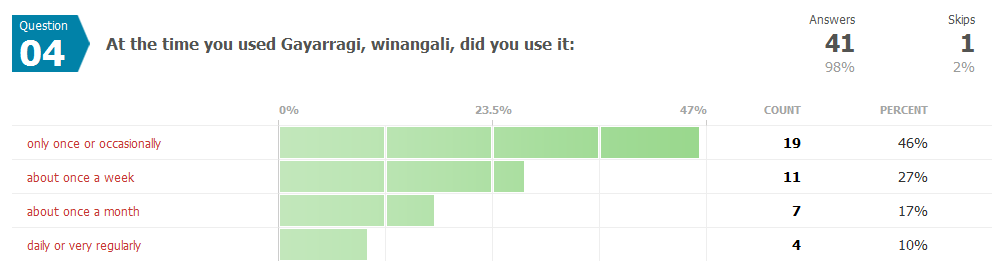 Question
04
At the time you used Gayarragi, winangali, did you use it:
Answers
41
98%
Skips
1
2%
0% 23.5% 47% COUNT PERCENT
only once or occasionally 19 46%
about once a week 11 27%
about once a month 7 17%
daily or very regularly 4 10%